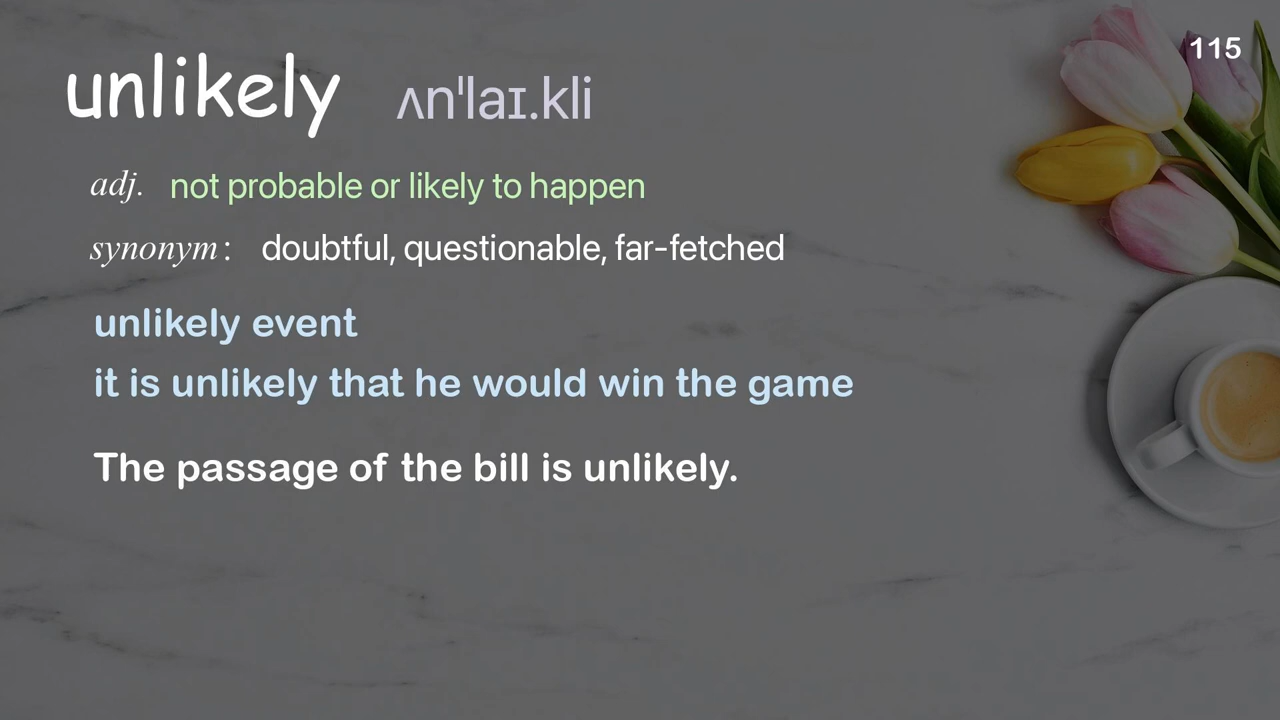 115
unlikely ʌnˈlaɪ.kli
adj. not probable or likely to happen
synonym: doubtful, questionable, far-fetched
unlikely event
it is unlikely that he would win the game
The passage of the bill is unlikely.